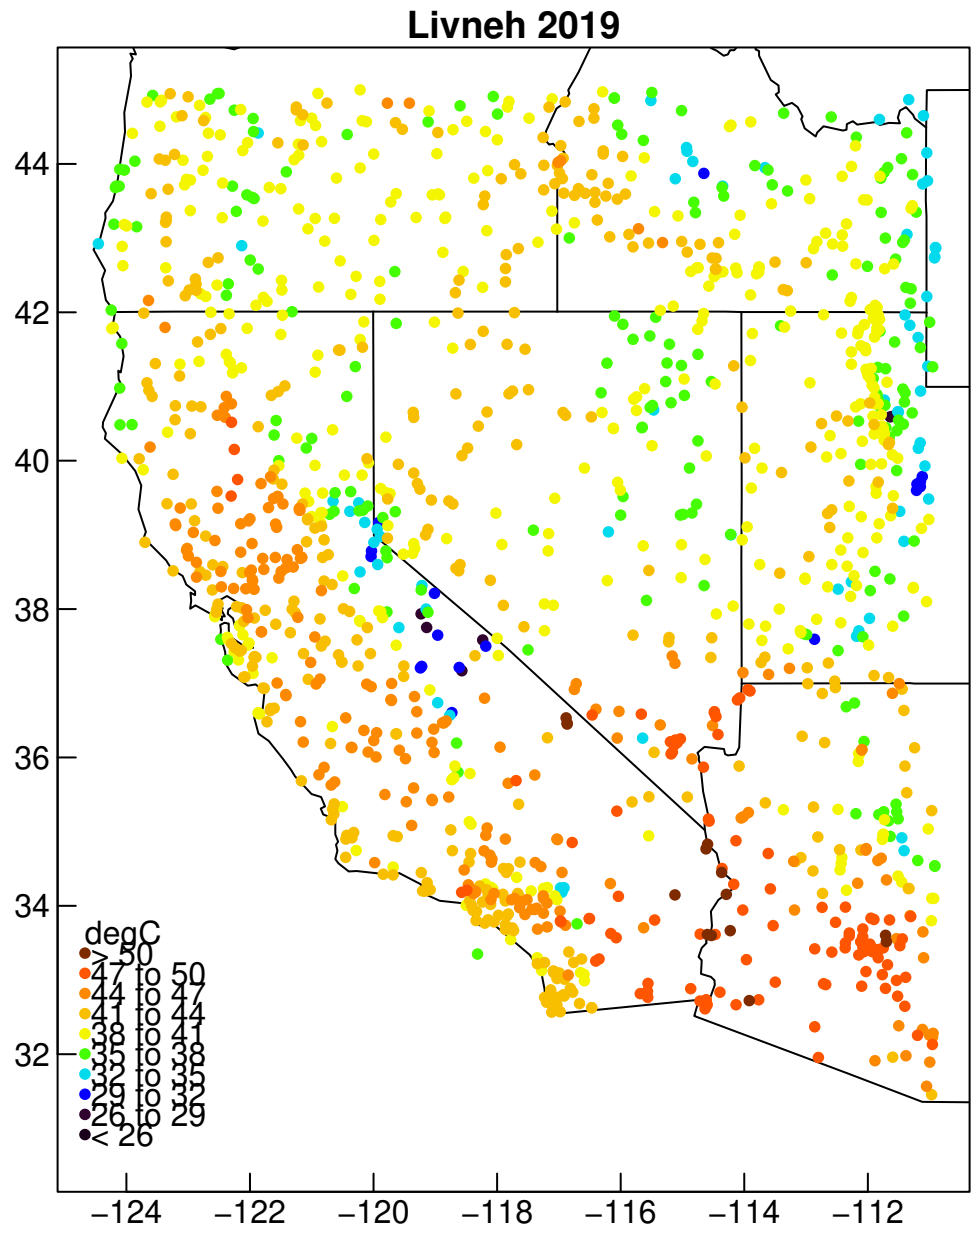 Livneh 2019
44
42
40
38
36
34
32
degC
> 50
47 to 50
44 to 47
41 to 44
38 to 41
35 to 38
32 to 35
29 to 32
26 to 29
< 26
−124 −122 −120 −118 −116 −114 −112